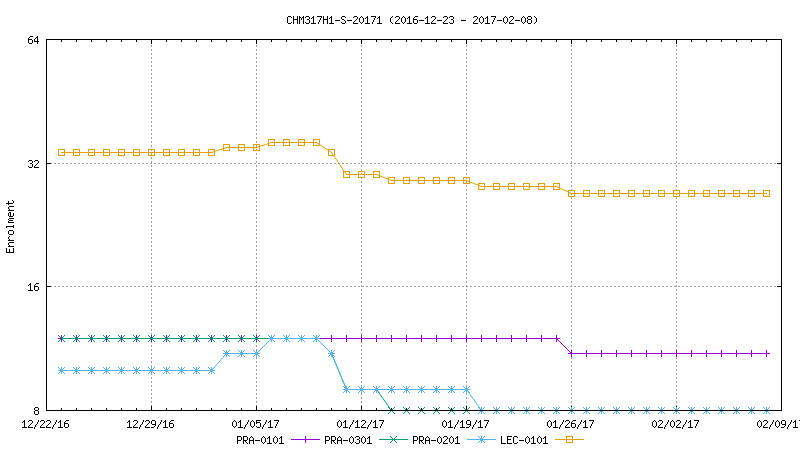 CHM317H1-S-20171 (2016-12-23 - 2017-02-08)
64
32
Enrolment
16
8
12/22/16 12/29/16 01/05/17 01/12/17 01/19/17 01/26/17 02/02/17 02/09/1
PRA-0101 PRA-0301 PRA-0201 LEC-0101